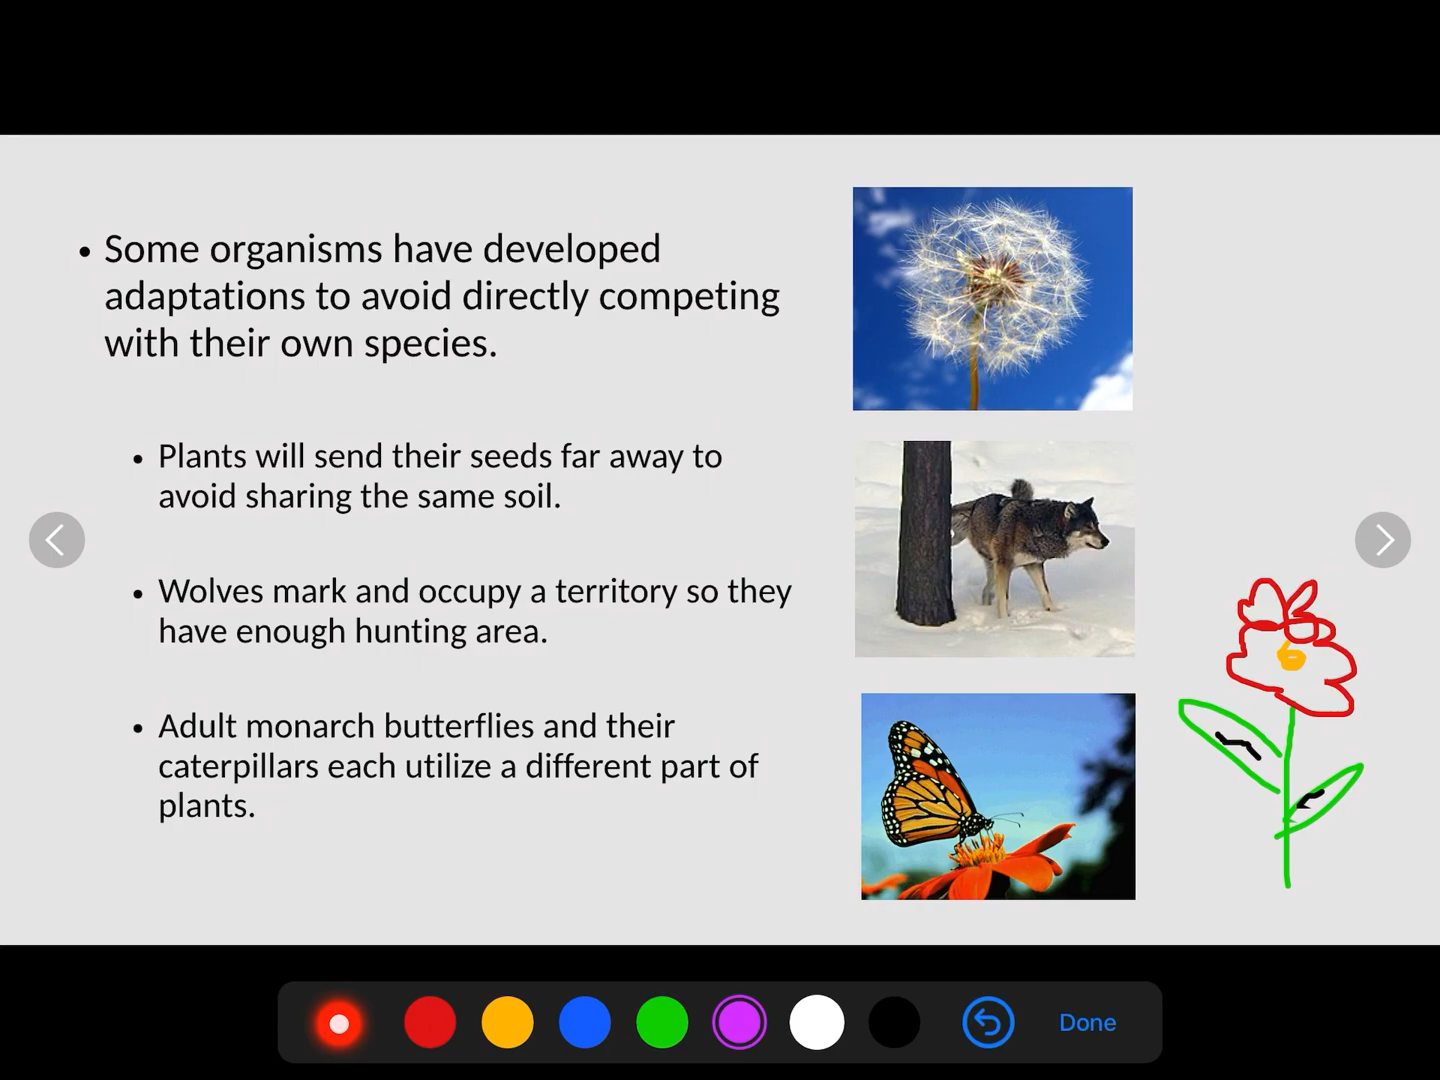 • Some organisms have developed
adaptations to avoid directly competing
with their own species.
• Plants will send their seeds far away to
avoid sharing the same soil.
• Wolves mark and occupy a territory so they
have enough hunting area.
• Adult monarch butterflies and their
caterpillars each utilize a different part of
plants.
Done